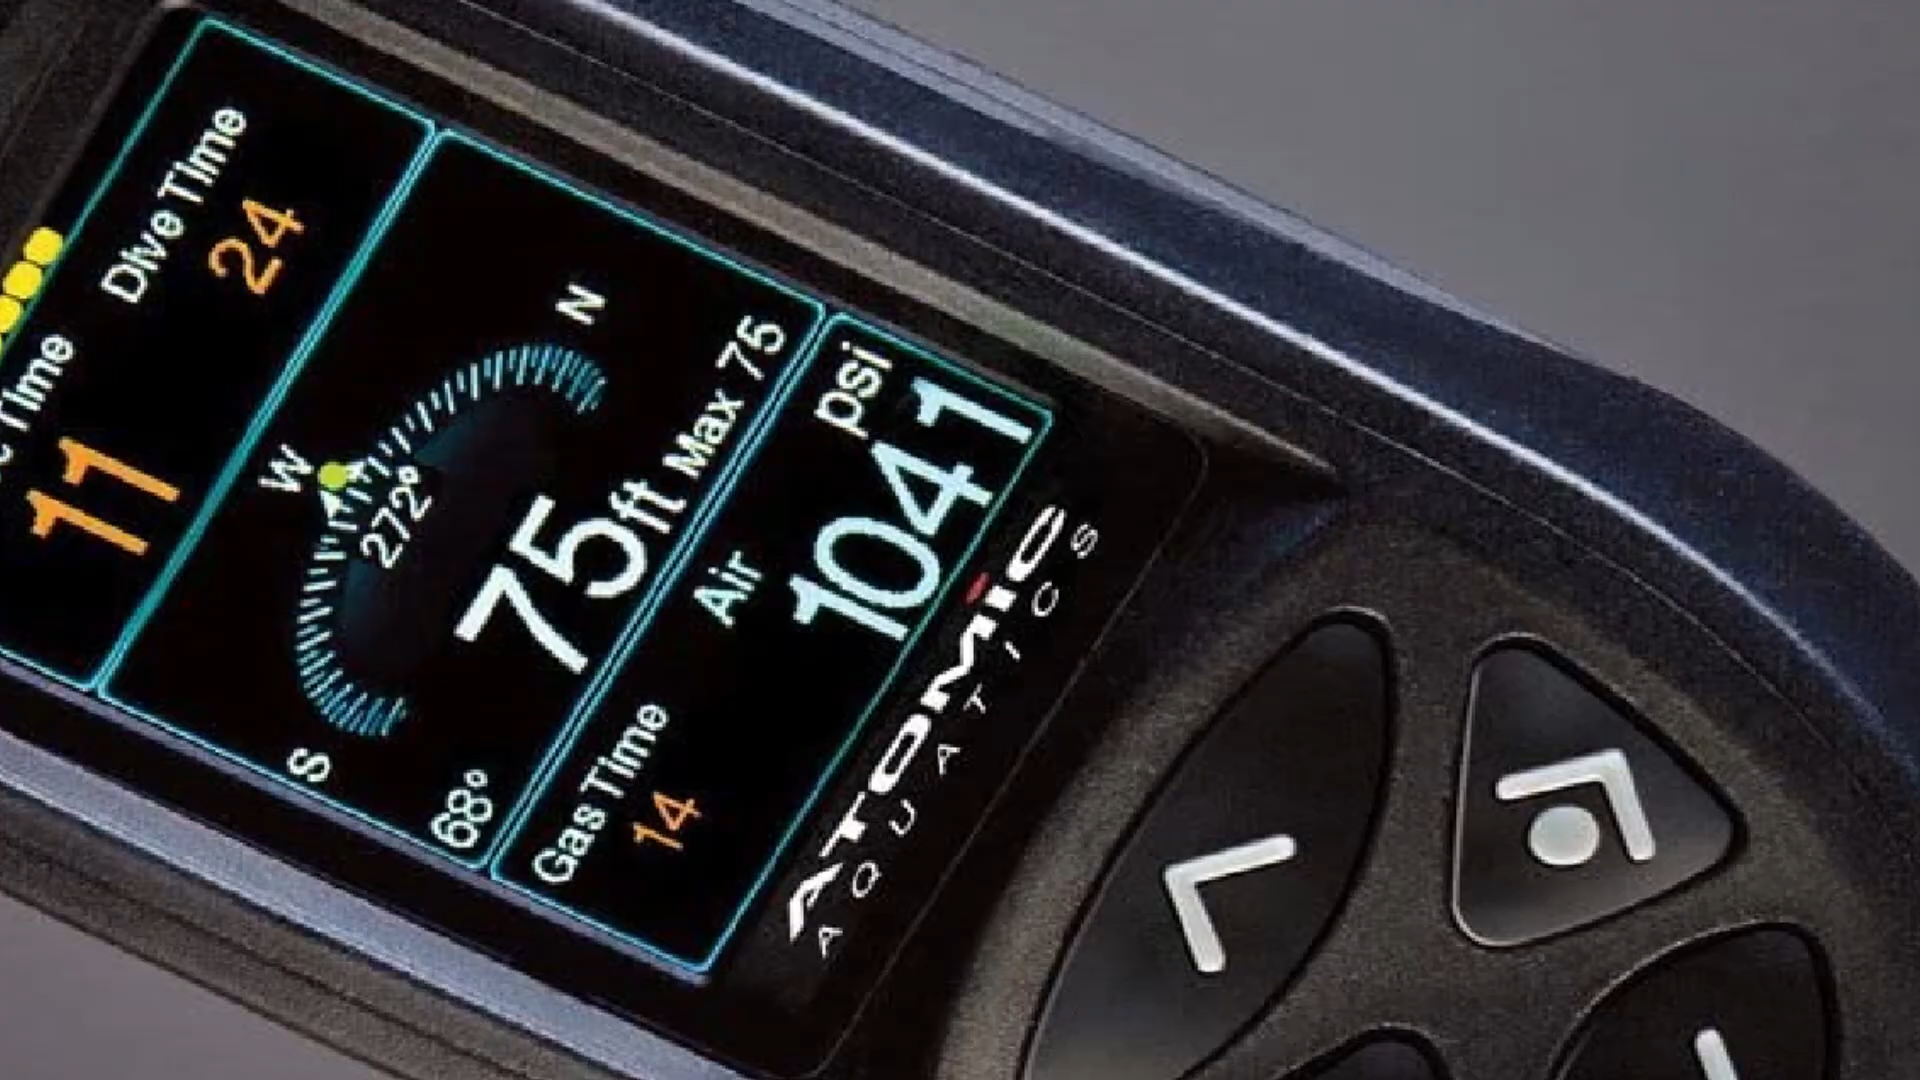 Time
Dive Time
11
24
W
S
N
272°
68°
75ft Max 75
Gas Time
Air
psi
14
1041
ATOMIC
AQUATICS